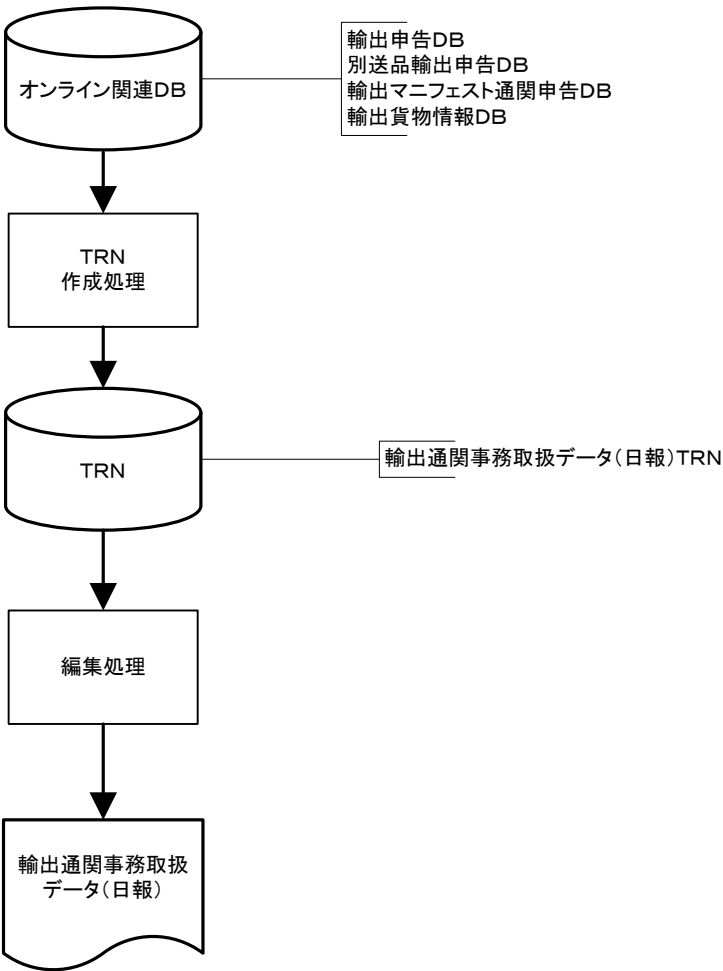 オンライン関連DB
輸出申告DB
別送品輸出申告DB
輸出マニフェスト通関申告DB
輸出貨物情報DB
TRN
作成処理
TRN
輸出通関事務取扱データ(日報)TRN
編集処理
輸出通関事務取扱
データ(日報)